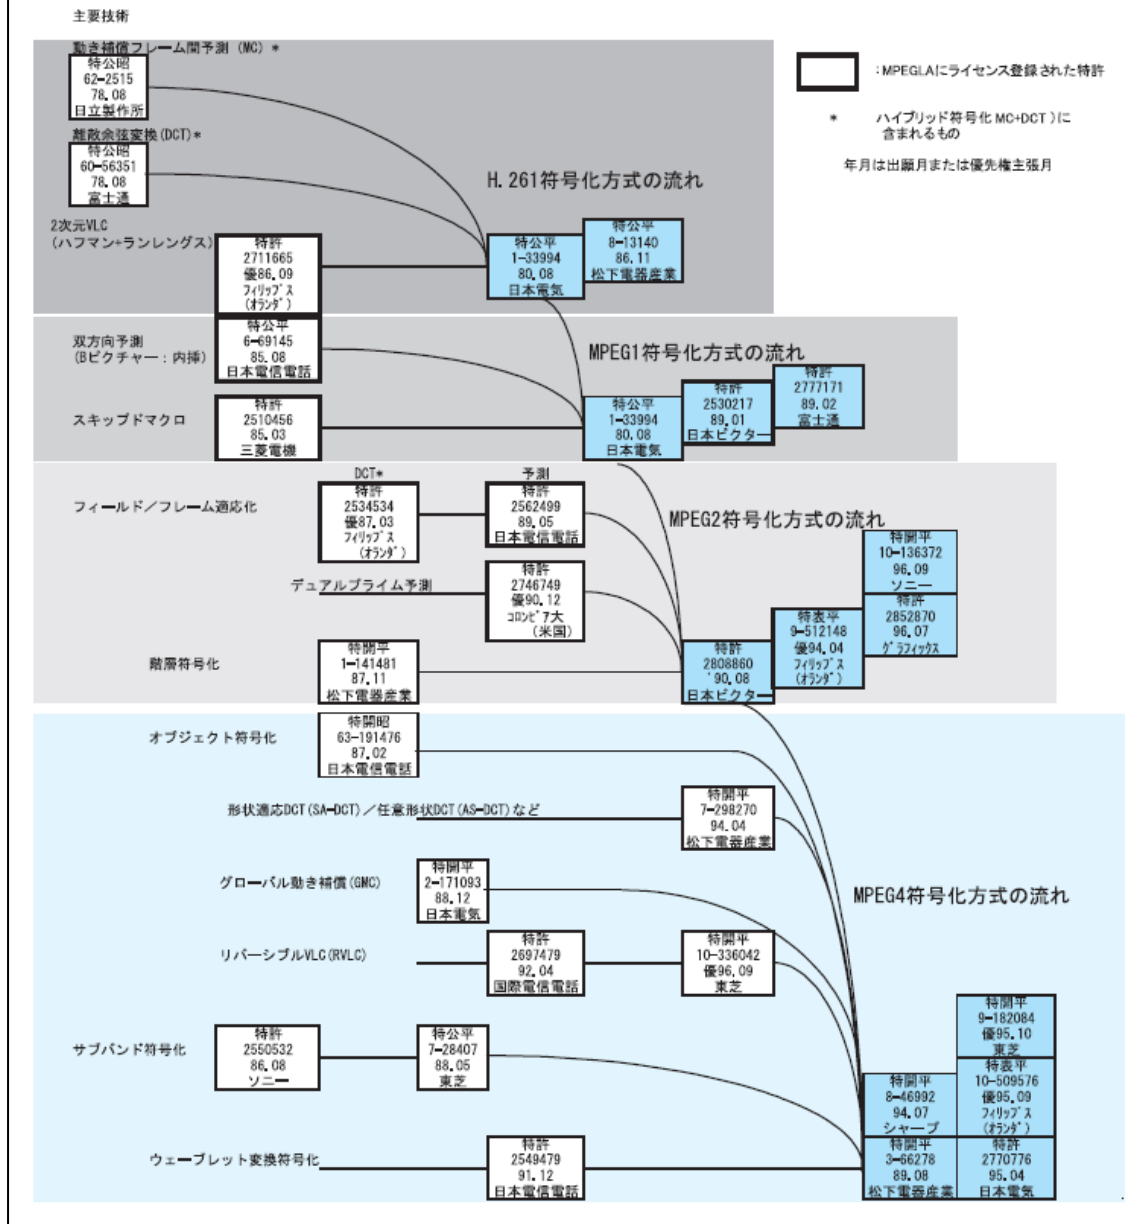 主要技術
動き補償フレーム間予測 (MC) *
特公昭
62-2515
78.08
日立製作所
離散余弦変換(DCT)*
特公昭
60-56351
78.08
富士通
2次元VLC
(ハフマン+ランレングス)
特許
2711665
優86.09
フィリップス
(オランダ)
H.261符号化方式の流れ
特公平
1-33994
80.08
日本電気
特公平
8-13140
86.11
松下電器産業
:MPEGLAにライセンス登録された特許
* ハイブリッド符号化 MC+DCT )に
含まれるもの
年月は出願月または優先権主張月
双方向予測
(Bピクチャー:内挿)
特公平
6-69145
85.08
日本電信電話
スキップドマクロ
特許
2510456
85.03
三菱電機
MPEG1符号化方式の流れ
特公平
1-33994
80.08
日本電気
特許
2530217
89.01
日本ビクター
特許
2777171
89.02
富士通
フィールド/フレーム適応化
DCT*
特許
2534534
優87.03
フィリップス
(オランダ)
予測
特許
2562499
89.05
日本電信電話
デュアルプライム予測
特許
2746749
優90.12
コロンビア大
(米国)
階層符号化
特開平
1-141481
87.11
松下電器産業
MPEG2符号化方式の流れ
特許
2808860
'90.08
日本ビクター
特表平
9-512148
優94.04
フィリップス
(オランダ)
特開平
10-136372
96.09
ソニー
特許
2852870
96.07
グラフィックス
オブジェクト符号化
特開昭
63-191476
87.02
日本電信電話
形状適応DCT(SA-DCT)/任意形状DCT(AS-DCT)など
特開平
7-298270
94.04
松下電器産業
グローバル動き補償(GMC)
特開平
2-171093
88.12
日本電気
MPEG4符号化方式の流れ
リバーシブルVLC(RVLC)
特許
2697479
92.04
国際電信電話
特開平
10-336042
優96.09
東芝
サブバンド符号化
特許
2550532
86.08
ソニー
特公平
7-28407
88.05
東芝
ウェーブレット変換符号化
特許
2549479
91.12
日本電信電話
特開平
9-182084
優95.10
東芝
特開平
8-46992
94.07
シャープ
特表平
10-509576
優95.09
フィリップス
(オランダ)
特開平
3-66278
89.08
松下電器産業
特許
2770776
95.04
日本電気